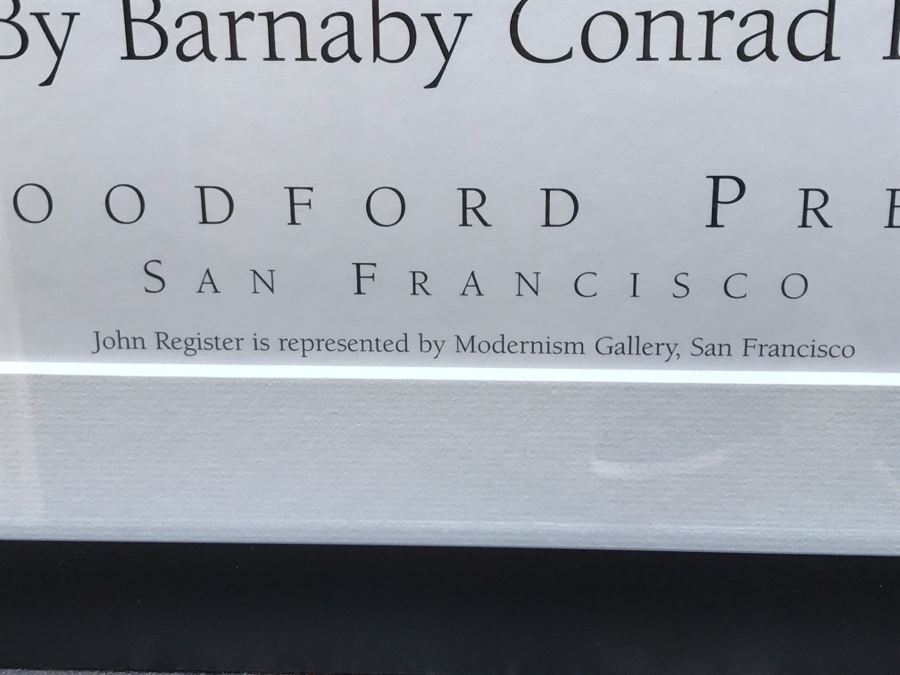 By Barnaby Conrad
OODFORD PRE
SAN FRANCISCO
John Register is represented by Modernism Gallery, San Francisco